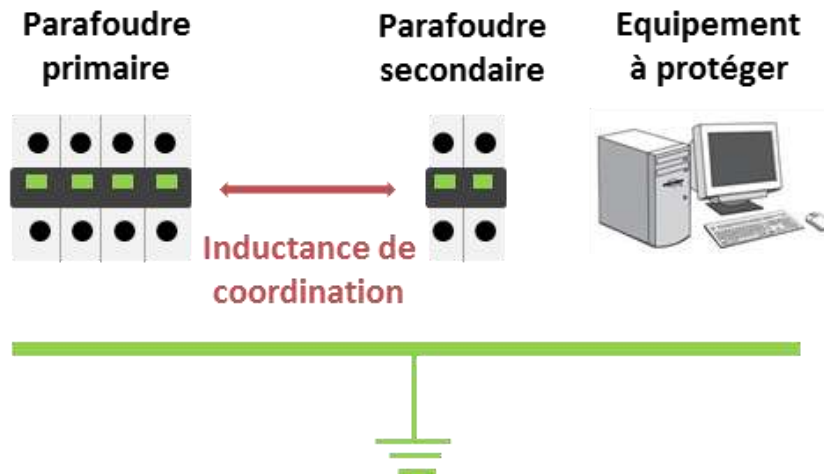 Parafoudre
primaire
Parafoudre
secondaire
Equipement
à protéger
Inductance de
coordination